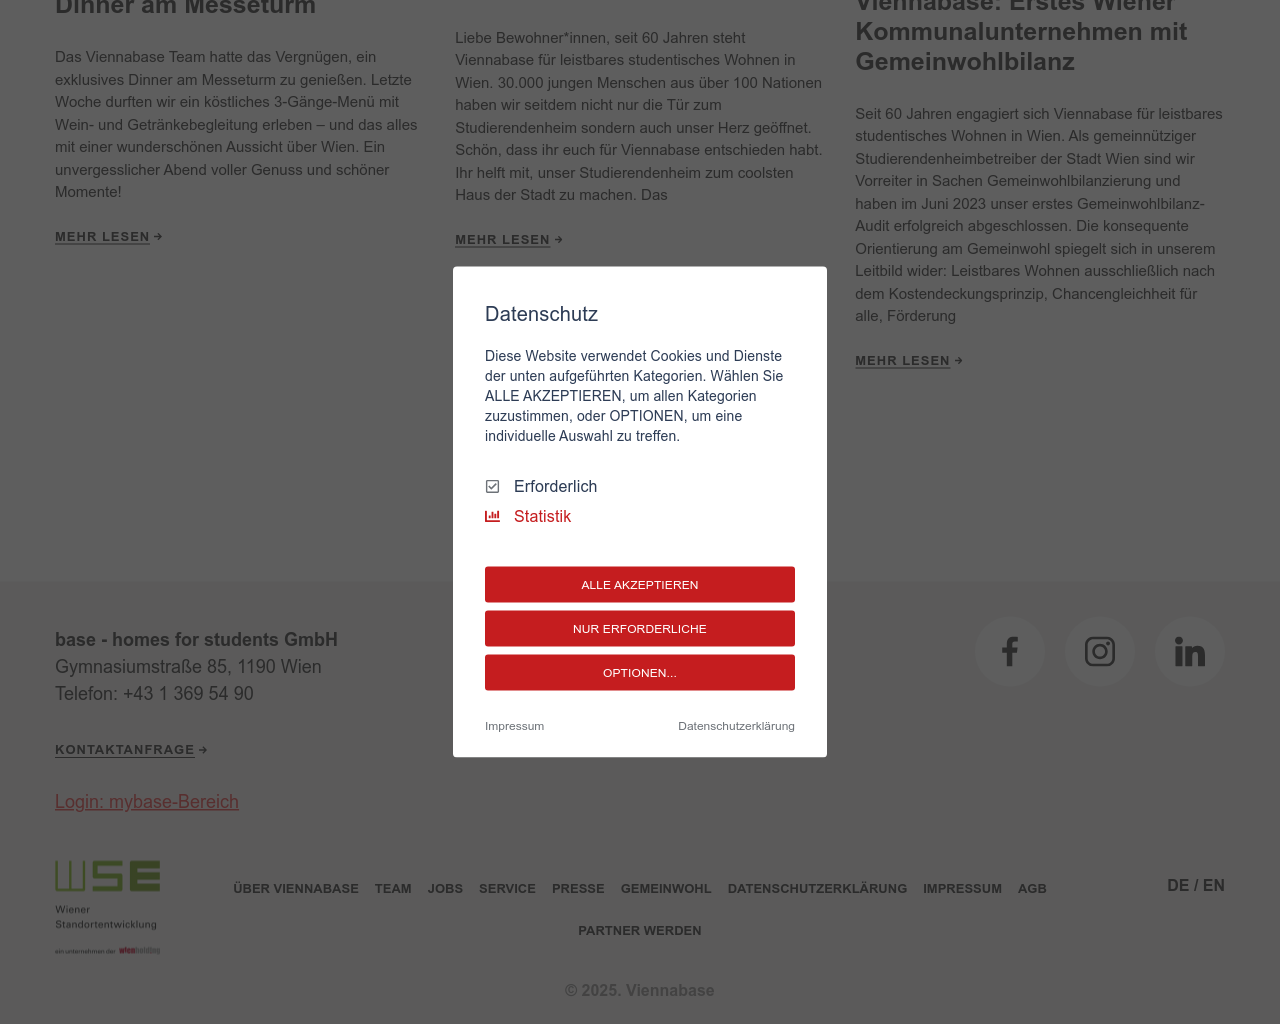 Dinner am Messeturm
Das Viennabase Team hatte das Vergnügen, ein
exklusives Dinner am Messeturm zu genießen. Letzte
Woche durften wir ein köstliches 3-Gänge-Menü mit
Wein- und Getränkebegleitung erleben – und das alles
mit einer wunderschönen Aussicht über Wien. Ein
unvergesslicher Abend voller Genuss und schöner
Momente!
MEHR LESEN
Liebe Bewohner*innen, seit 60 Jahren steht
Viennabase für leistbares studentisches Wohnen in
Wien. 30.000 jungen Menschen aus über 100 Nationen
haben wir seitdem nicht nur die Tür zum
Studierendenheim sondern auch unser Herz geöffnet.
Schön, dass ihr euch für Viennabase entschieden habt.
Ihr helft mit, unser Studierendenheim zum coolsten
Haus der Stadt zu machen. Das
MEHR LESEN
Viennabase: Erstes Wiener
Kommunalunternehmen mit
Gemeinwohlbilanz
Seit 60 Jahren engagiert sich Viennabase für leistbares
studentisches Wohnen in Wien. Als gemeinnütziger
Studierendenheimbetreiber der Stadt Wien sind wir
Vorreiter in Sachen Gemeinwohlbilanzierung und
haben im Juni 2023 unser erstes Gemeinwohlbilanz-
Audit erfolgreich abgeschlossen. Die konsequente
Orientierung am Gemeinwohl spiegelt sich in unserem
Leitbild wider: Leistbares Wohnen ausschließlich nach
dem Kostendeckungsprinzip, Chancengleichheit für
alle, Förderung
MEHR LESEN
Datenschutz
Diese Website verwendet Cookies und Dienste
der unten aufgeführten Kategorien. Wählen Sie
ALLE AKZEPTIEREN, um allen Kategorien
zuzustimmen, oder OPTIONEN, um eine
individuelle Auswahl zu treffen.
Erforderlich
Statistik
ALLE AKZEPTIEREN
NUR ERFORDERLICHE
OPTIONEN...
Impressum
Datenschutzerklärung
base - homes for students GmbH
Gymnasiumstraße 85, 1190 Wien
Telefon: +43 1 369 54 90
KONTAKTANFRAGE
Login: mybase-Bereich
WSE
Wiener
Standortentwicklung
ein unternehmen der wienholding
ÜBER VIENNABASE TEAM JOBS SERVICE PRESSE GEMEINWOHL DATENSCHUTZERKLÄRUNG IMPRESSUM AGB
PARTNER WERDEN
DE / EN
© 2025. Viennabase